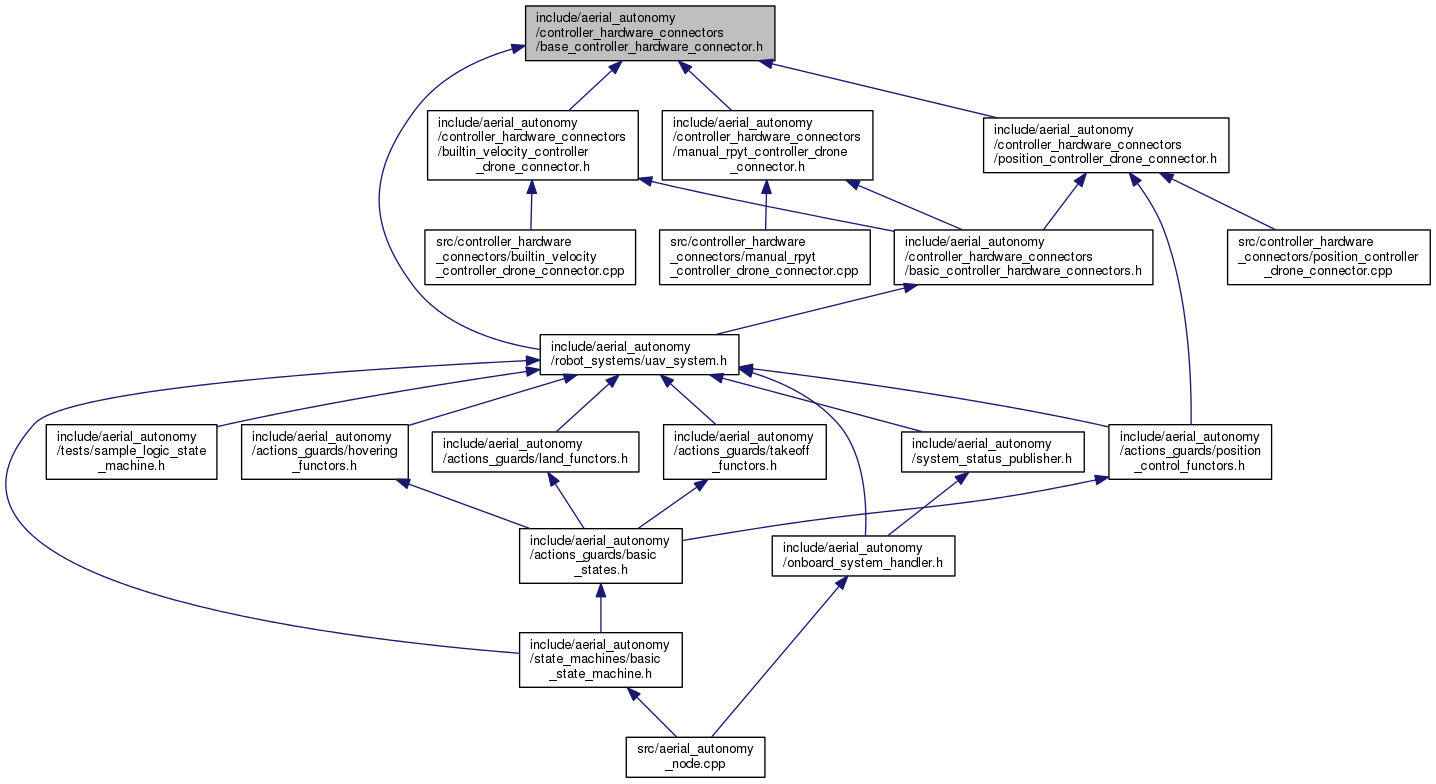 include/aerial_autonomy
/controller_hardware_connectors
/base_controller_hardware_connector.h
include/aerial_autonomy
/controller_hardware_connectors
/builtin_velocity_controller
_drone_connector.h
include/aerial_autonomy
/controller_hardware_connectors
/manual_rpyt_controller_drone
_connector.h
include/aerial_autonomy
/controller_hardware_connectors
/position_controller_drone_connector.h
src/controller_hardware
_connectors/builtin_velocity
_controller_drone_connector.cpp
src/controller_hardware
_connectors/manual_rpyt
_controller_drone_connector.cpp
include/aerial_autonomy
/controller_hardware_connectors
/basic_controller_hardware_connectors.h
src/controller_hardware
_connectors/position_controller
_drone_connector.cpp
include/aerial_autonomy
/robot_systems/uav_system.h
include/aerial_autonomy
/tests/sample_logic_state
_machine.h
include/aerial_autonomy
/actions_guards/hovering
_functors.h
include/aerial_autonomy
/actions_guards/land_functors.h
include/aerial_autonomy
/actions_guards/takeoff
_functors.h
include/aerial_autonomy
/system_status_publisher.h
include/aerial_autonomy
/actions_guards/position
_control_functors.h
include/aerial_autonomy
/actions_guards/basic
_states.h
include/aerial_autonomy
/onboard_system_handler.h
include/aerial_autonomy
/state_machines/basic
_state_machine.h
src/aerial_autonomy
_node.cpp